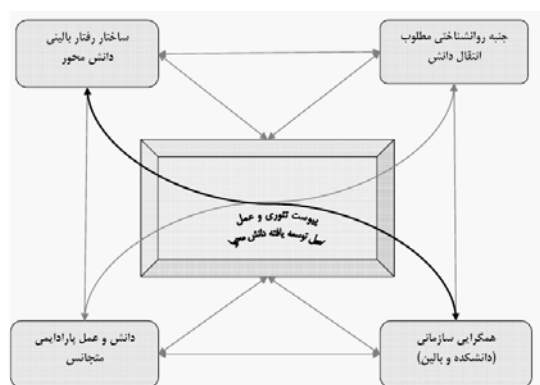 جنبه روانشناختی مطلوب
انتقال دانش
ساختار رفتار بالینی
دانش محور
پیوست تئوری و عمل
عمل توسعه یافته دانش
همگرایی سازمانی
(دانشکده و بالین)
دانش و عمل پارادایمی
متجانس